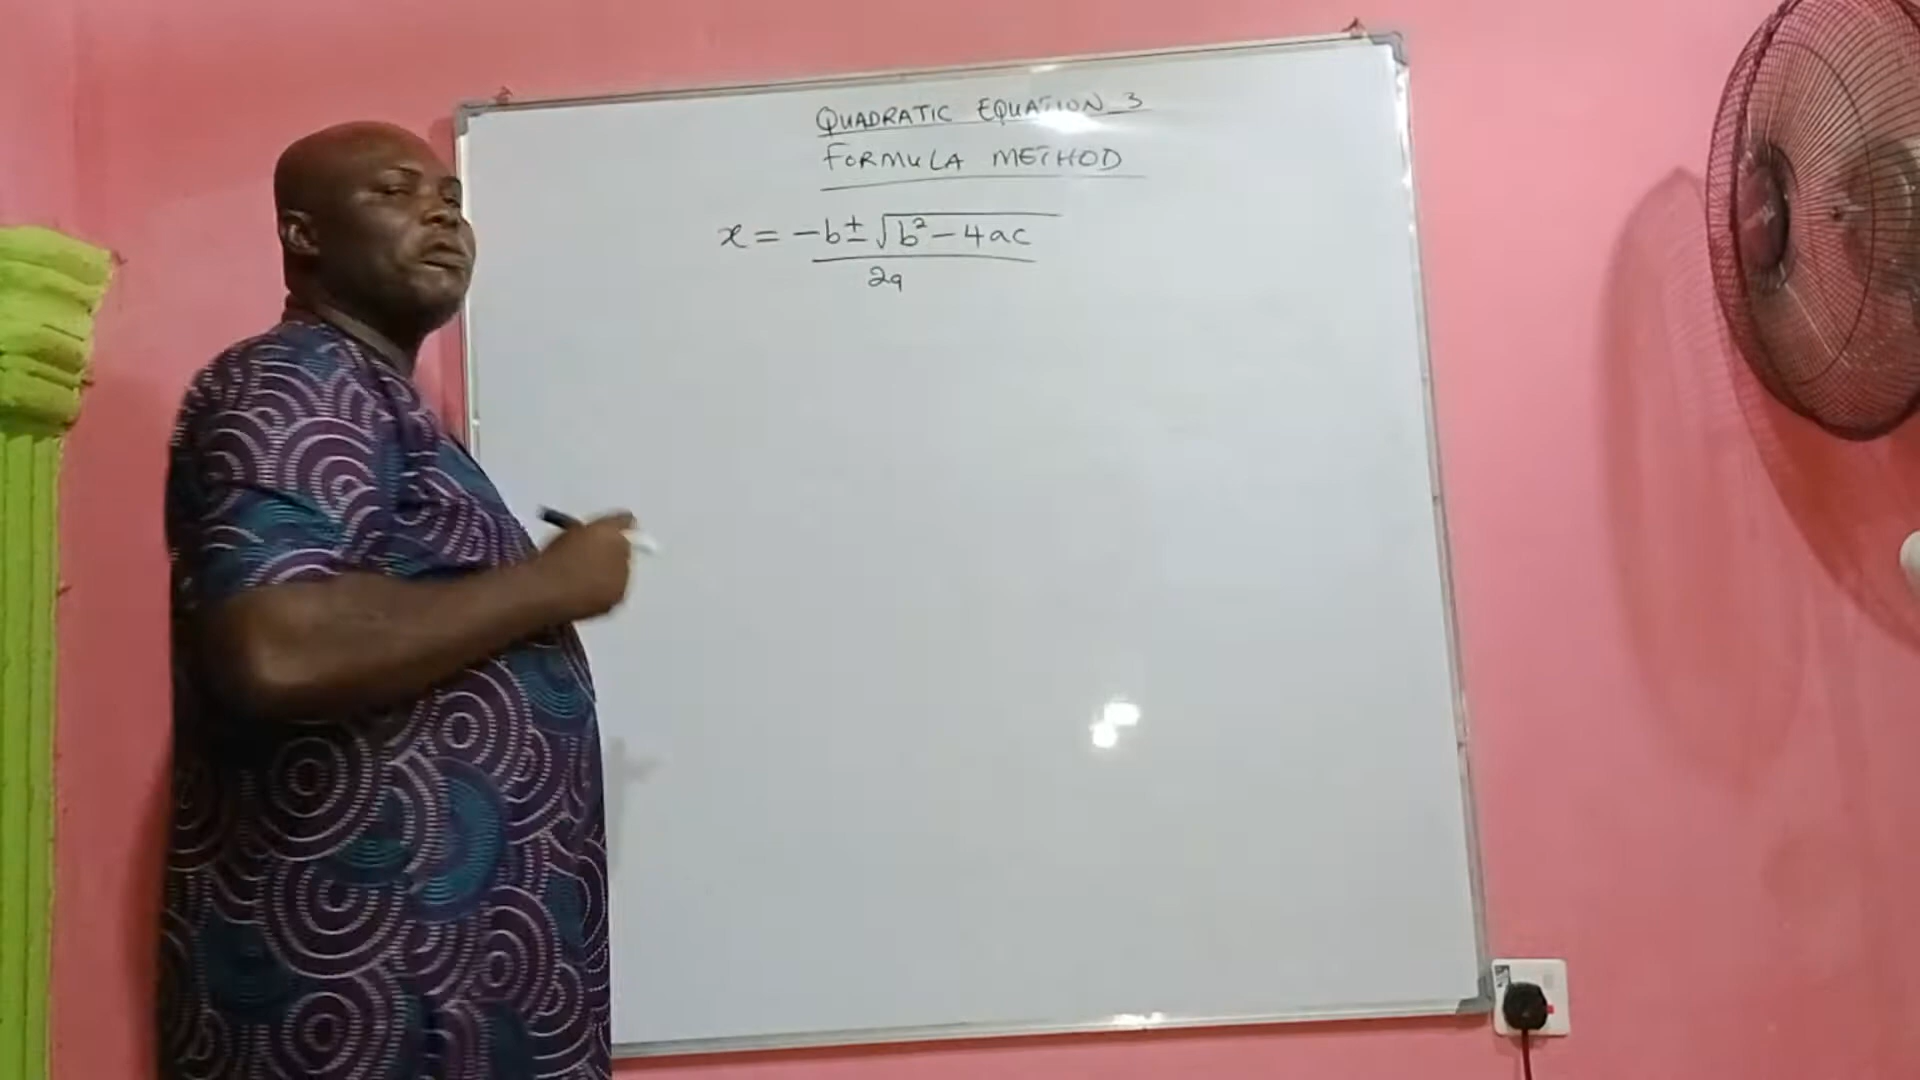 QUADRATIC EQUATION 3
FORMULA METHOD
x = -b ± √b² - 4ac
2a